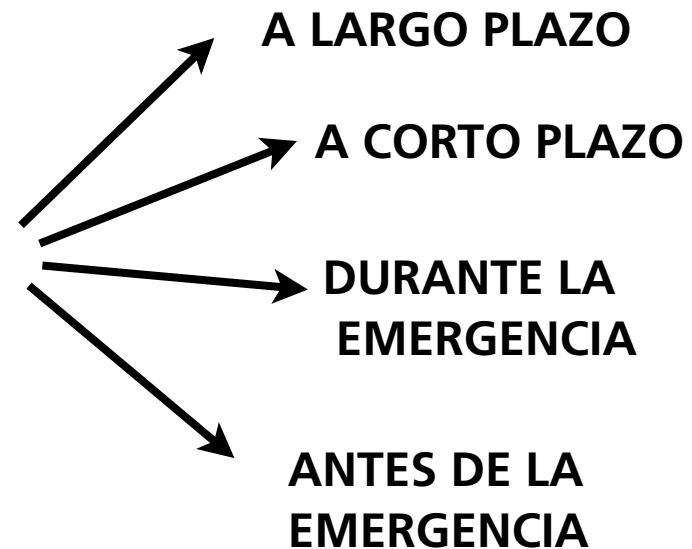 A LARGO PLAZO
A CORTO PLAZO
DURANTE LA
EMERGENCIA
ANTES DE LA
EMERGENCIA